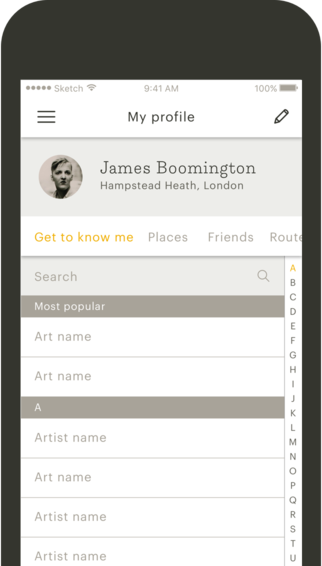 Sketch 9:41 AM 100%
My profile
James Boomington
Hampstead Heath, London
Get to know me Places Friends Route
Search
Most popular
Art name
Art name
A
Artist name
Art name
Artist name
Artist name
A
B
C
D
E
F
G
H
I
J
K
L
M
N
O
P
Q
R
S
T
U